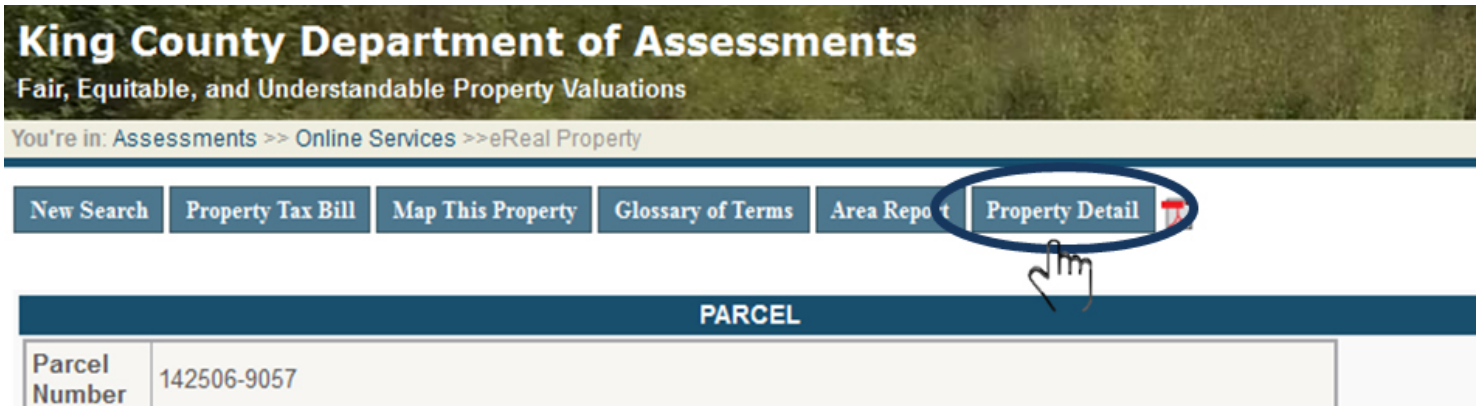 King County Department of Assessments
Fair, Equitable, and Understandable Property Valuations
You're in: Assessments >> Online Services >>eReal Property
New Search Property Tax Bill Map This Property Glossary of Terms Area Report Property Detail
PARCEL
Parcel
Number
142506-9057